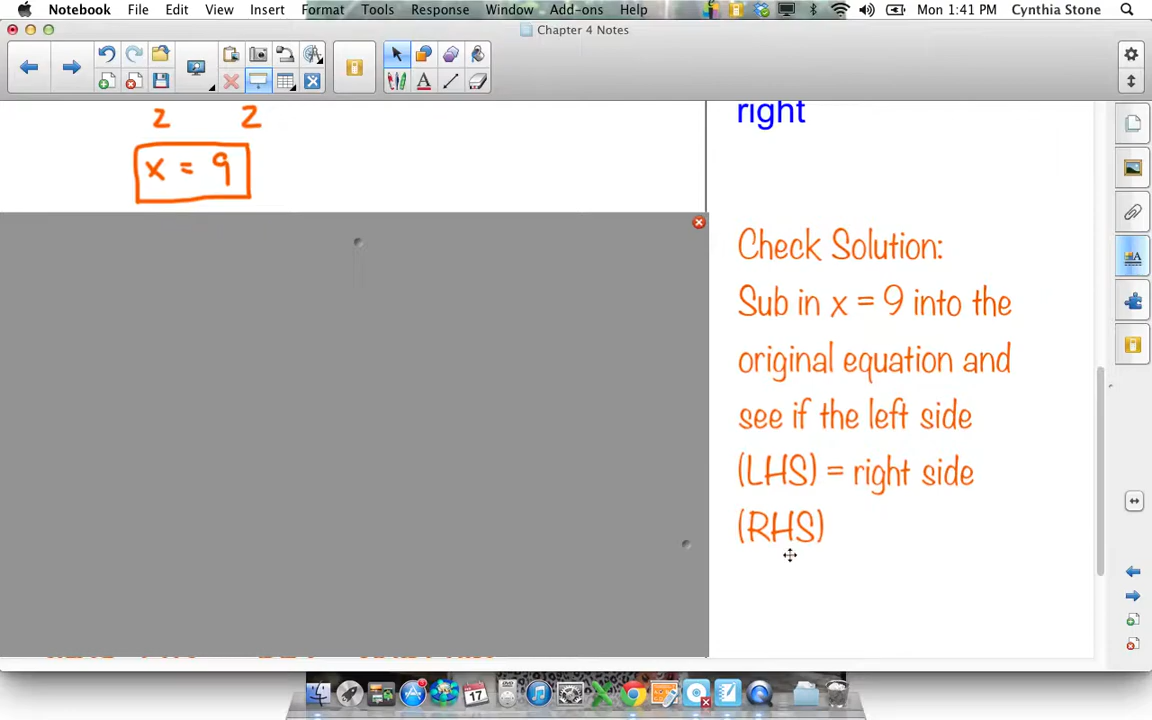 Notebook File Edit View Insert Format Tools Response Window Add-ons Help Mon 1:41 PM Cynthia Stone
Chapter 4 Notes
2 2
x = 9
right
Check Solution:
Sub in x = 9 into the
original equation and
see if the left side
(LHS) = right side
(RHS)
17